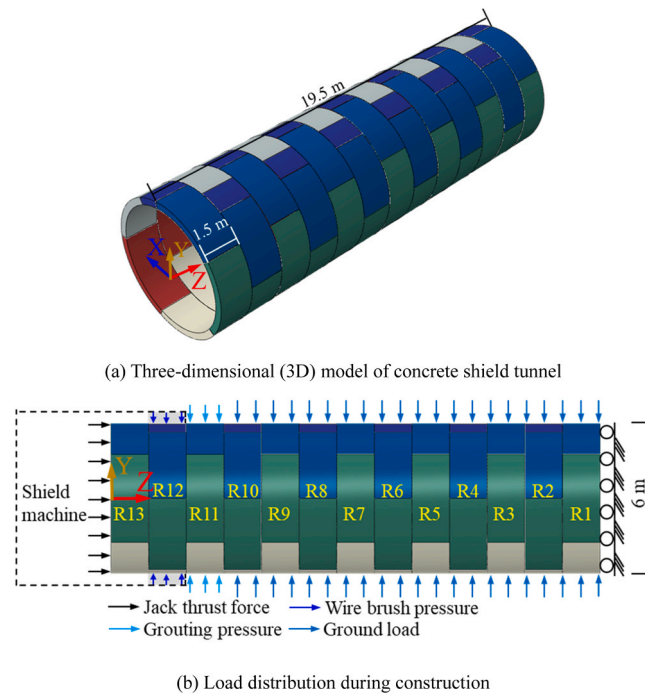 19.5 m
1.5 m
X
Y
Z
(a) Three-dimensional (3D) model of concrete shield tunnel
Y
Z
Shield
machine
R12 R10 R8 R6 R4 R2
R13 R11 R9 R7 R5 R3 R1
6 m
Jack thrust force Wire brush pressure
Grouting pressure Ground load
(b) Load distribution during construction